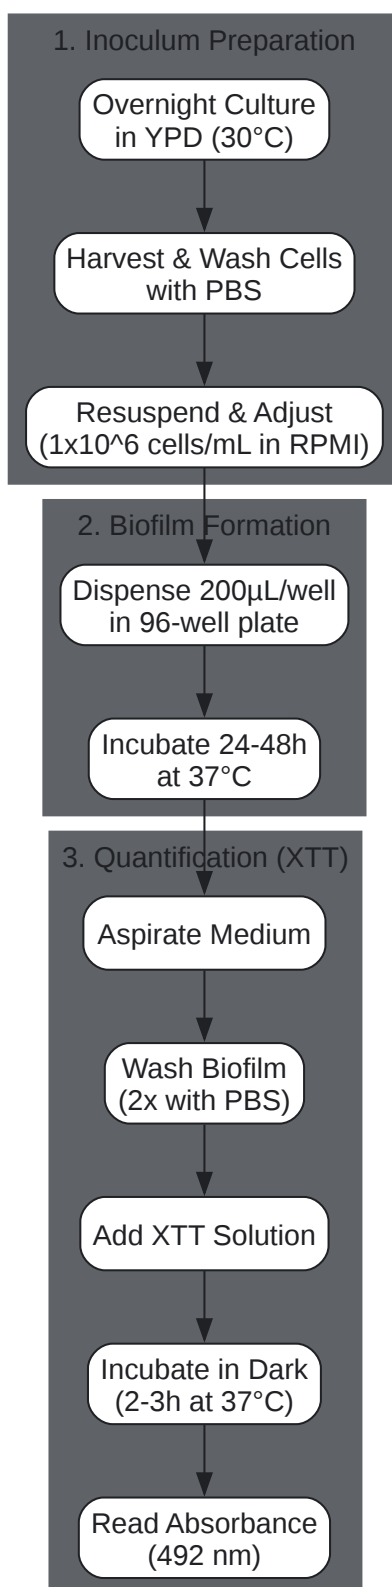 1. Inoculum Preparation
Overnight Culture
in YPD (30°C)
Harvest & Wash Cells
with PBS
Resuspend & Adjust
(1x10^6 cells/mL in RPMI)
2. Biofilm Formation
Dispense 200µL/well
in 96-well plate
Incubate 24-48h
at 37°C
3. Quantification (XTT)
Aspirate Medium
Wash Biofilm
(2x with PBS)
Add XTT Solution
Incubate in Dark
(2-3h at 37°C)
Read Absorbance
(492 nm)